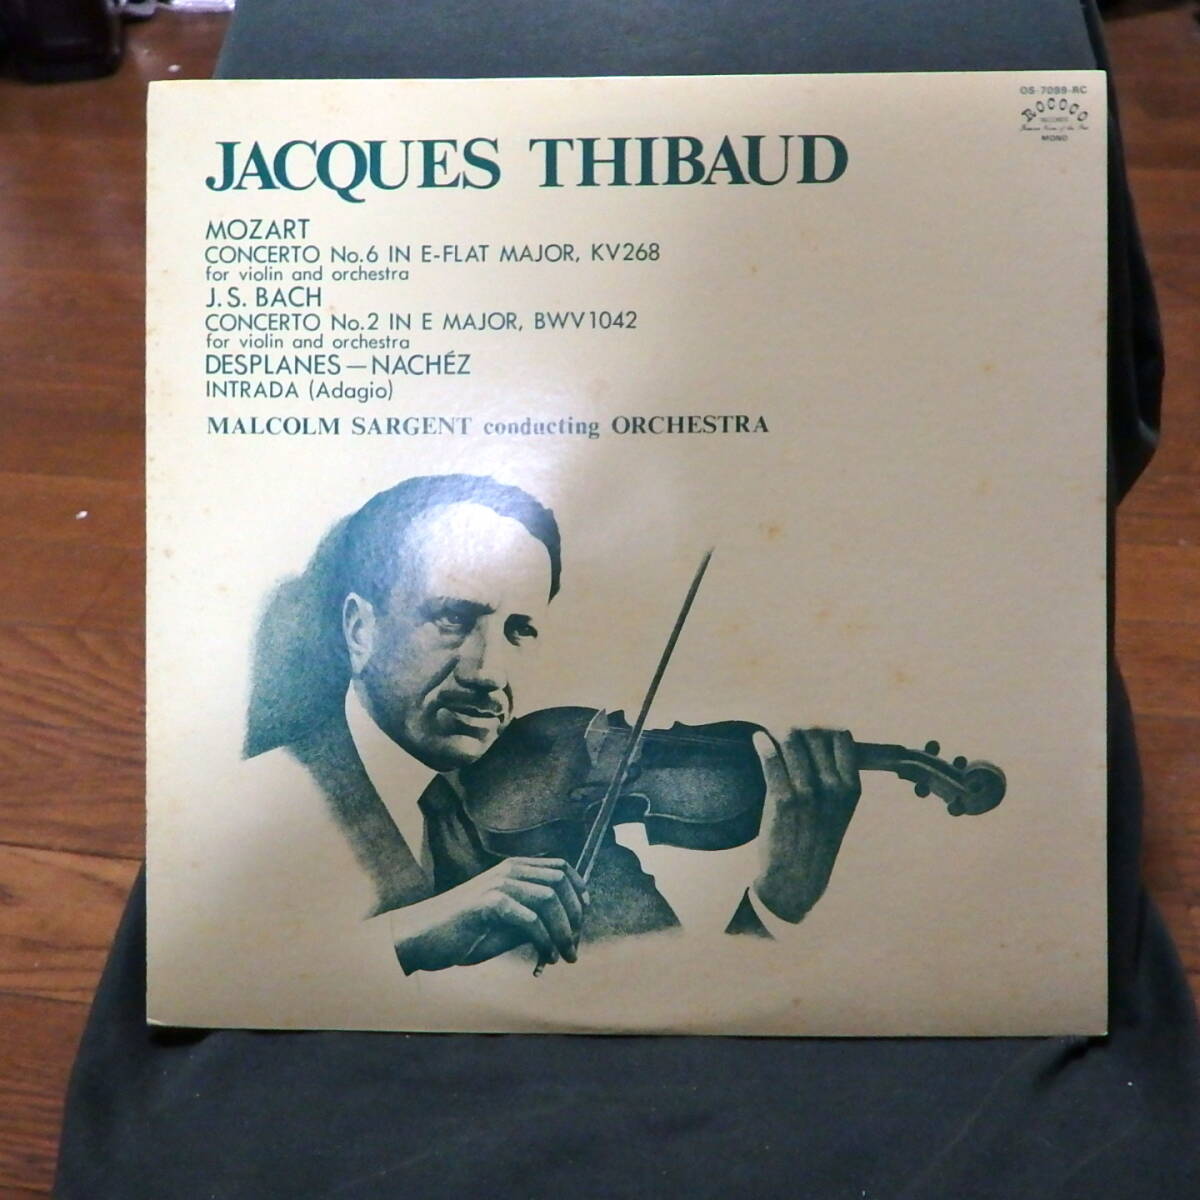 OS-7099-RC
ROCOCO
RECORDS
MONO
JACQUES THIBAUD
MOZART
CONCERTO No.6 IN E-FLAT MAJOR, KV268
for violin and orchestra
J.S. BACH
CONCERTO No.2 IN E MAJOR, BWV1042
for violin and orchestra
DESPLANES — NACHÉZ
INTRADA (Adagio)
MALCOLM SARGENT conducting ORCHESTRA